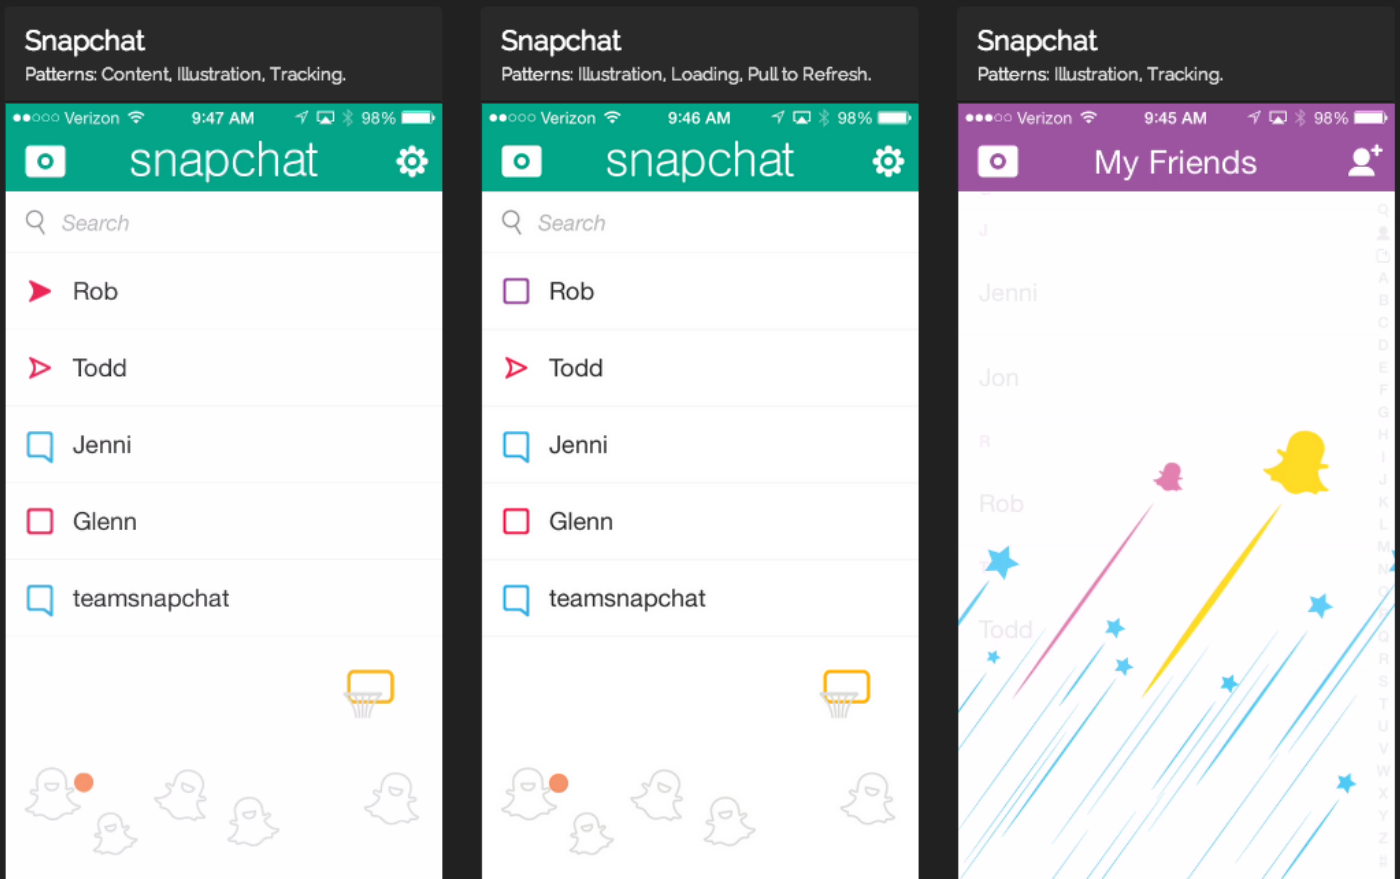 Snapchat
Patterns: Content, Illustration, Tracking.
Verizon 9:47 AM 98%
snapchat
Search
Rob
Todd
Jenni
Glenn
teamsnapchat
Snapchat
Patterns: Illustration, Loading, Pull to Refresh.
Verizon 9:46 AM 98%
snapchat
Search
Rob
Todd
Jenni
Glenn
teamsnapchat
Snapchat
Patterns: Illustration, Tracking.
Verizon 9:45 AM 98%
My Friends
J
Jenni
Jon
R
Rob
Todd
A
B
C
D
E
F
G
H
I
J
K
L
M
N
O
P
Q
R
S
T
U
V
W
X
Y
Z
#